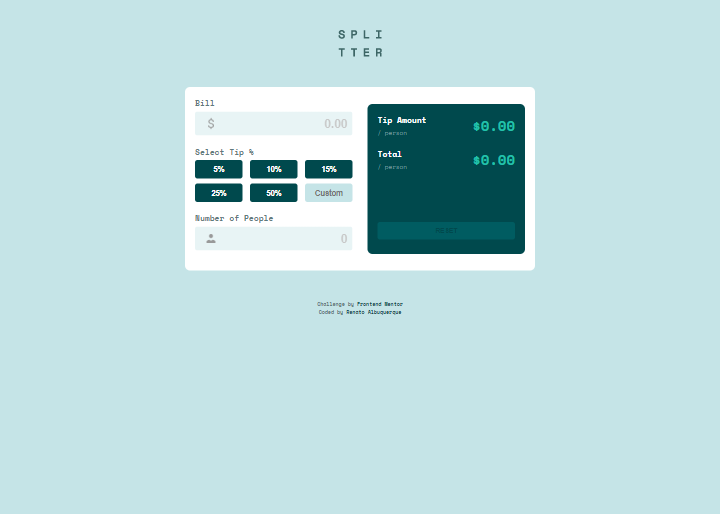 SPLI
TTER
Bill
$ 0.00
Select Tip %
5% 10% 15%
25% 50% Custom
Number of People
0
Tip Amount
/ person
$0.00
Total
/ person
$0.00
RESET
Challenge by Frontend Mentor
Coded by Renato Albuquerque